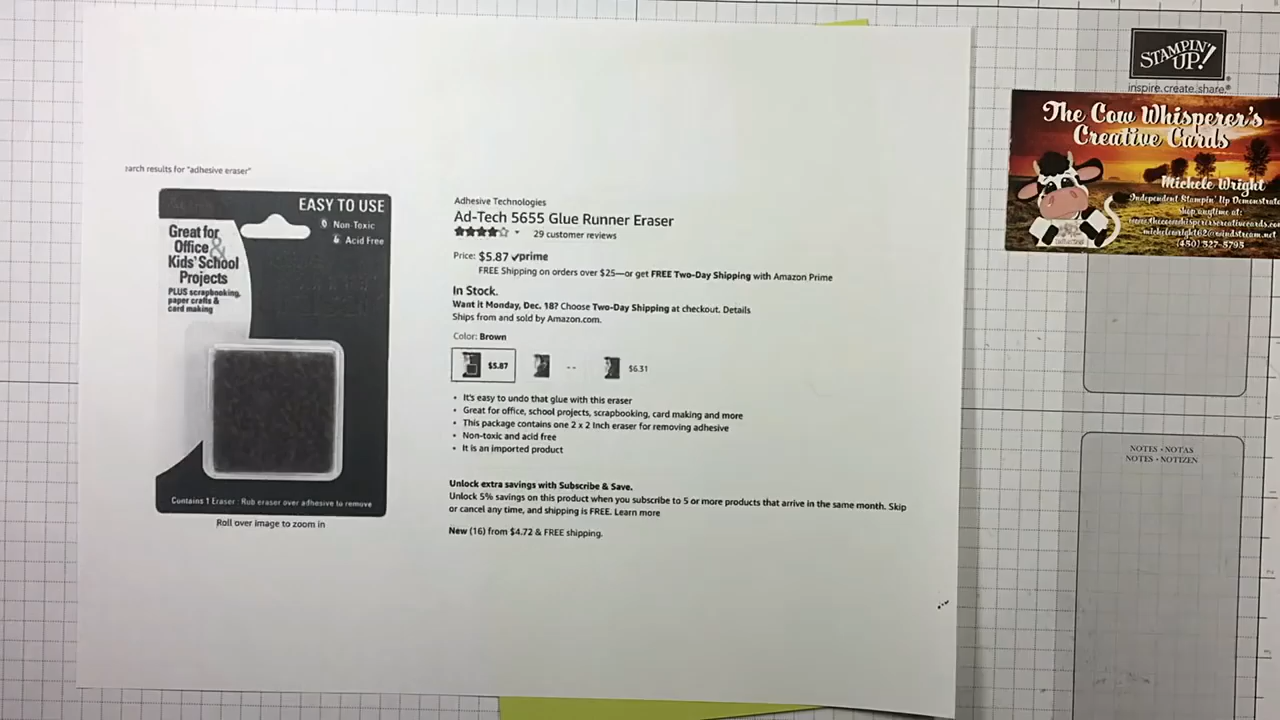 arch results for "adhesive eraser"
EASY TO USE
Non-Toxic
Acid Free
Great for
Office &
Kids' School
Projects
PLUS scrapbooking,
paper crafts &
card making
Contains 1 Eraser Rub eraser over adhesive to remove
Roll over image to zoom in
Adhesive Technologies
Ad-Tech 5655 Glue Runner Eraser
29 customer reviews
Price: $5.87 prime
FREE Shipping on orders over $25—or get FREE Two-Day Shipping with Amazon Prime
In Stock.
Want it Monday, Dec. 18? Choose Two-Day Shipping at checkout. Details
Ships from and sold by Amazon.com.
Color: Brown
$5.87
--
$6.31
• It's easy to undo that glue with this eraser
• Great for office, school projects, scrapbooking, card making and more
• This package contains one 2 x 2 Inch eraser for removing adhesive
• Non-toxic and acid free
• It is an imported product
Unlock extra savings with Subscribe & Save.
Unlock 5% savings on this product when you subscribe to 5 or more products that arrive in the same month. Skip
or cancel any time, and shipping is FREE. Learn more
New (16) from $4.72 & FREE shipping.
STAMPIN' UP!
inspire.create.share.
The Cow Whisperer's
Creative Cards
Michele Wright
Independent Stampin' Up Demonstrato
Shop anytime at:
NOTES • NOTAS
NOTES • NOTIZEN